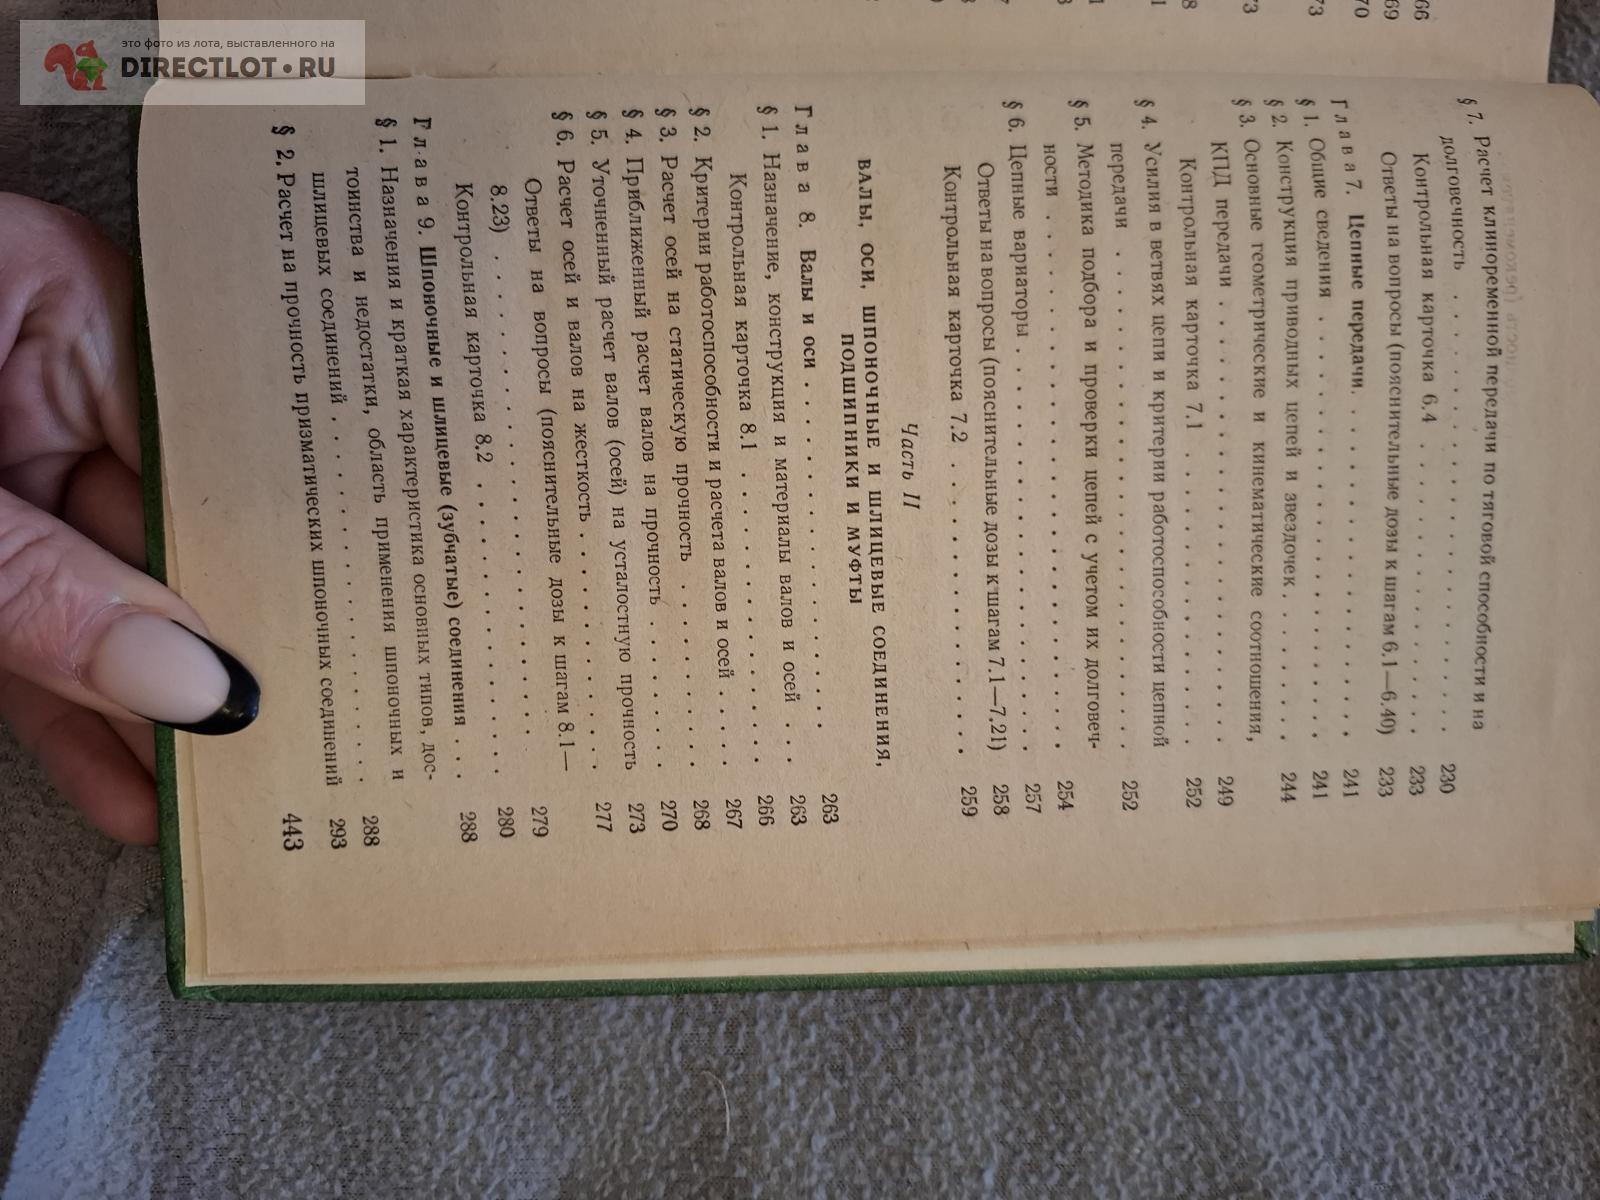 это фото из лота, выставленного на
DIRECTLOT.RU
§ 7. Расчет клиноременной передачи по тяговой способности и на
долговечность . . . . . . . . . . . . . . . . 230
Контрольная карточка 6.4 . . . . . . . . . . . 233
Ответы на вопросы (пояснительные дозы к шагам 6.1—6.40) 233
Глава 7. Цепные передачи. . . . . . . . . . . . 241
§ 1. Общие сведения . . . . . . . . . . . . . . . 241
§ 2. Конструкция приводных цепей и звездочек . . . . . . 244
§ 3. Основные геометрические и кинематические соотношения,
КПД передачи . . . . . . . . . . . . . . . . 249
Контрольная карточка 7.1 . . . . . . . . . . . 252
§ 4. Усилия в ветвях цепи и критерии работоспособности цепной
передачи . . . . . . . . . . . . . . . . . . 252
§ 5. Методика подбора и проверки цепей с учетом их долговеч-
ности . . . . . . . . . . . . . . . . . . . 254
§ 6. Цепные вариаторы . . . . . . . . . . . . . . 257
Ответы на вопросы (пояснительные дозы к шагам 7.1—7.21) 258
Контрольная карточка 7.2 . . . . . . . . . . . 259
Часть II
ВАЛЫ, ОСИ, ШПОНОЧНЫЕ И ШЛИЦЕВЫЕ СОЕДИНЕНИЯ,
ПОДШИПНИКИ И МУФТЫ
Глава 8. Валы и оси . . . . . . . . . . . . . . 263
§ 1. Назначение, конструкция и материалы валов и осей . . . 263
Контрольная карточка 8.1 . . . . . . . . . . . 266
§ 2. Критерии работоспособности и расчета валов и осей . . . . 267
§ 3. Расчет осей на статическую прочность . . . . . . . . 268
§ 4. Приближенный расчет валов на прочность . . . . . . 270
§ 5. Уточненный расчет валов (осей) на усталостную прочность 273
§ 6. Расчет осей и валов на жесткость . . . . . . . . . 277
Ответы на вопросы (пояснительные дозы к шагам 8.1—
8.23) . . . . . . . . . . . . . . . . . . . 279
Контрольная карточка 8.2 . . . . . . . . . . . 280
Глава 9. Шпоночные и шлицевые (зубчатые) соединения . . . 288
§ 1. Назначения и краткая характеристика основных типов, дос-
тоинства и недостатки, область применения шпоночных и
шлицевых соединений . . . . . . . . . . . . . 288
§ 2. Расчет на прочность призматических шпоночных соединений 293
443
66
69
70
73
73
8